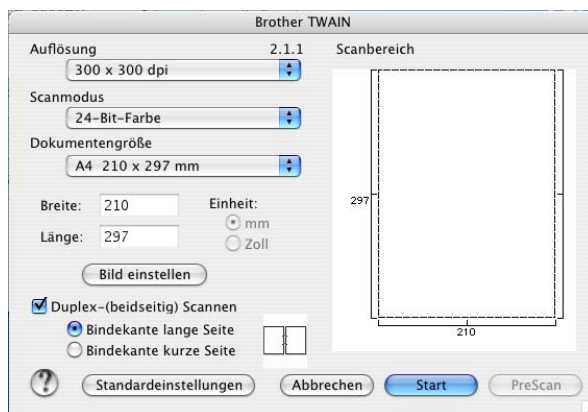 Brother TWAIN
Auflösung 2.1.1
300 x 300 dpi
Scanmodus
24-Bit-Farbe
Dokumentengröße
A4 210 x 297 mm
Breite: 210
Länge: 297
Einheit:
mm
Zoll
Bild einstellen
Duplex-(beidseitig) Scannen
Bindekante lange Seite
Bindekante kurze Seite
Scanbereich
297
210
?
Standardeinstellungen
Abbrechen
Start
PreScan